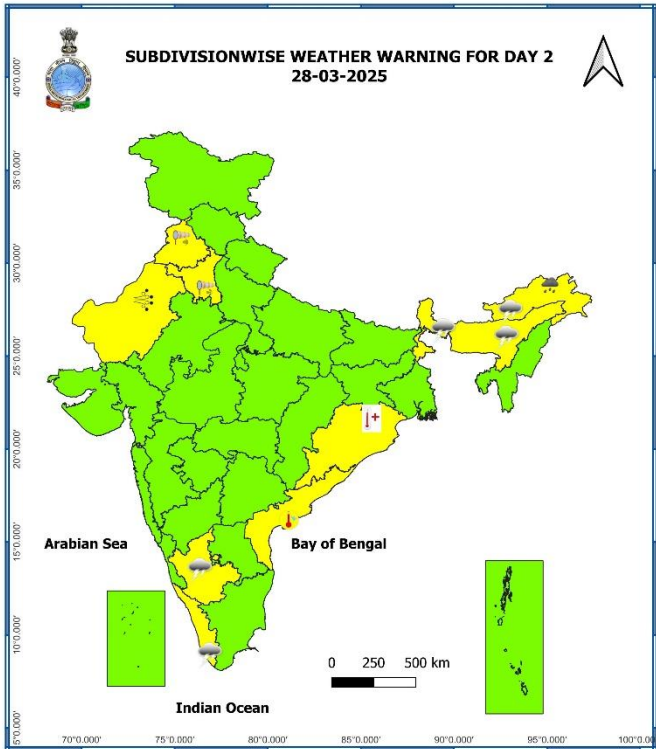 SUBDIVISIONWISE WEATHER WARNING FOR DAY 2
28-03-2025
40°0.000'
35°0.000'
30°0.000'
25°0.000'
20°0.000'
15°0.000'
10°0.000'
5°0.000'
Arabian Sea
Bay of Bengal
0 250 500 km
Indian Ocean
70°0.000' 75°0.000' 80°0.000' 85°0.000' 90°0.000' 95°0.000' 100°0.000'